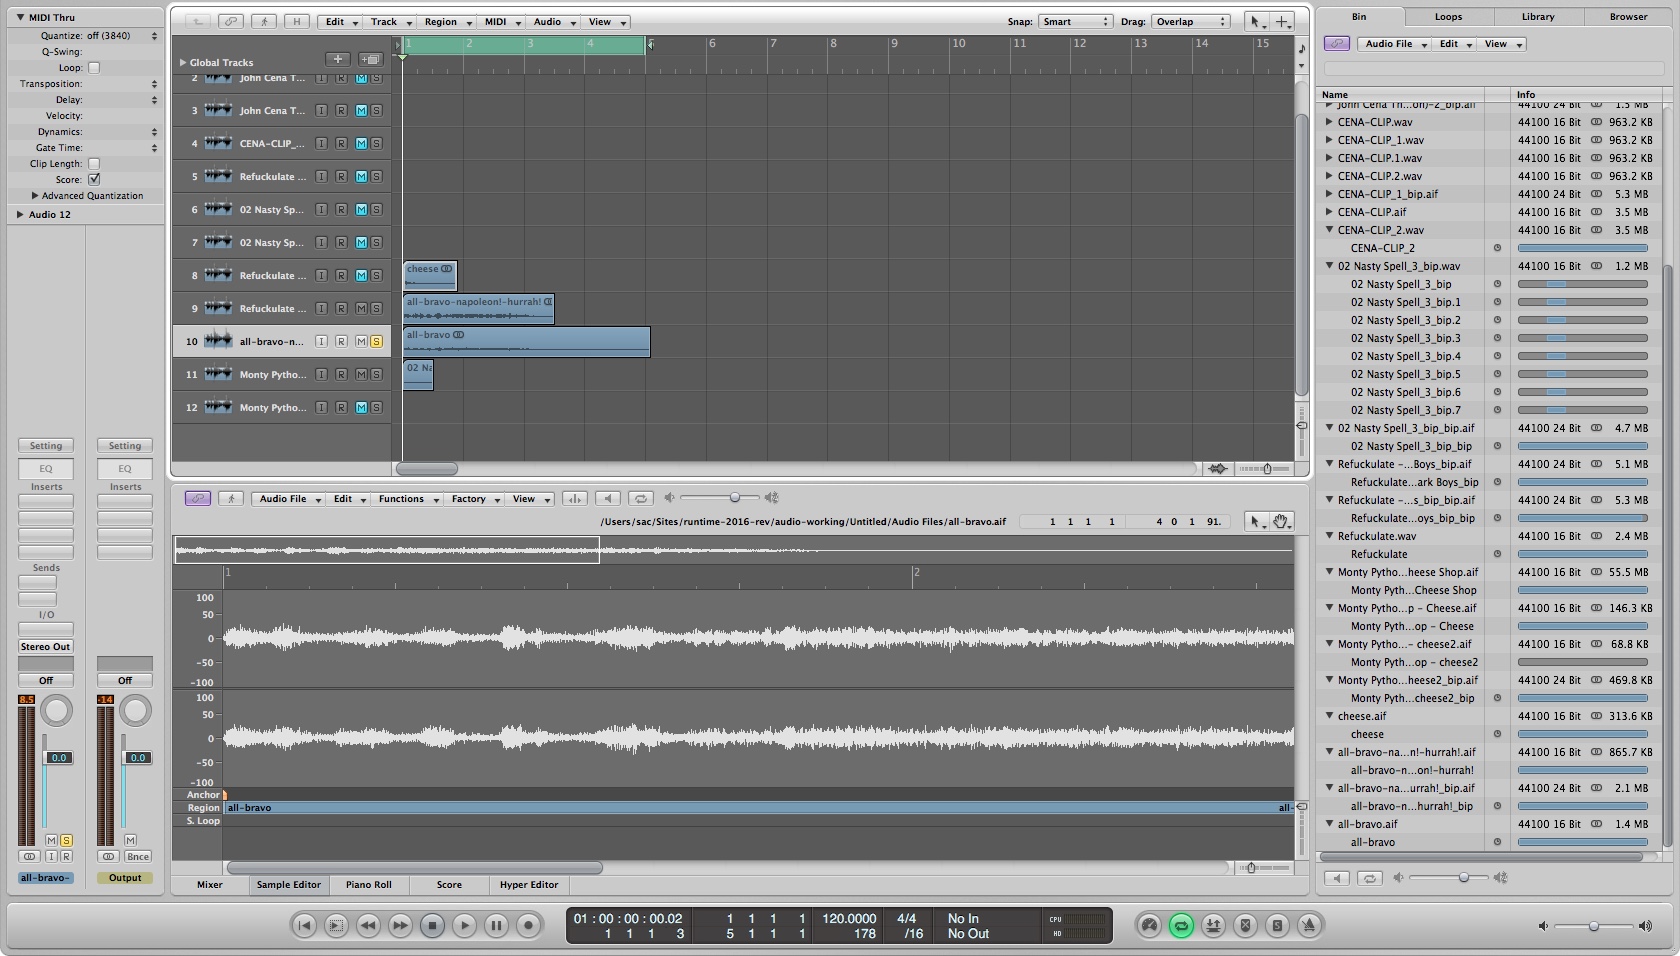 MIDI Thru
Quantize: off (3840)
Q-Swing:
Loop:
Transposition:
Delay:
Velocity:
Dynamics:
Gate Time:
Clip Length:
Score:
Advanced Quantization
Audio 12
Setting Setting
EQ EQ
Inserts Inserts
Sends
I/O
Stereo Out
Off Off
8.5 -14
0.0 0.0
M S M
I R Bnce
all-bravo- Output
H Edit Track Region MIDI Audio View Snap: Smart Drag: Overlap
1 2 3 4 5 6 7 8 9 10 11 12 13 14 15
Global Tracks
2 John Cena T... I R M S
3 John Cena T... I R M S
4 CENA-CLIP_... I R M S
5 Refuckulate ... I R M S
6 02 Nasty Sp... I R M S
7 02 Nasty Sp... I R M S
8 Refuckulate ... I R M S cheese
9 Refuckulate ... I R M S all-bravo-napoleon!-hurrah!
10 all-bravo-n... I R M S all-bravo
11 Monty Pytho... I R M S 02 Na
12 Monty Pytho... I R M S
Audio File Edit Functions Factory View
/Users/sac/Sites/runtime-2016-rev/audio-working/Untitled/Audio Files/all-bravo.aif 1 1 1 1 4 0 1 91.
1 2
100
50
0
-50
-100
100
50
0
-50
-100
Anchor
Region all-bravo all-
S. Loop
Mixer Sample Editor Piano Roll Score Hyper Editor
Bin Loops Library Browser
Audio File Edit View
Name Info
John Cena Th...on)-2_bip.aif 44100 24 Bit 1.5 MB
CENA-CLIP.wav 44100 16 Bit 963.2 KB
CENA-CLIP_1.wav 44100 16 Bit 963.2 KB
CENA-CLIP.1.wav 44100 16 Bit 963.2 KB
CENA-CLIP.2.wav 44100 16 Bit 963.2 KB
CENA-CLIP_1_bip.aif 44100 24 Bit 5.3 MB
CENA-CLIP.aif 44100 16 Bit 3.5 MB
CENA-CLIP_2.wav 44100 16 Bit 3.5 MB
CENA-CLIP_2
02 Nasty Spell_3_bip.wav 44100 16 Bit 1.2 MB
02 Nasty Spell_3_bip
02 Nasty Spell_3_bip.1
02 Nasty Spell_3_bip.2
02 Nasty Spell_3_bip.3
02 Nasty Spell_3_bip.4
02 Nasty Spell_3_bip.5
02 Nasty Spell_3_bip.6
02 Nasty Spell_3_bip.7
02 Nasty Spell_3_bip_bip.aif 44100 24 Bit 4.7 MB
02 Nasty Spell_3_bip_bip
Refuckulate -...Boys_bip.aif 44100 24 Bit 5.1 MB
Refuckulate...ark Boys_bip
Refuckulate -...s_bip_bip.aif 44100 24 Bit 5.3 MB
Refuckulate...oys_bip_bip
Refuckulate.wav 44100 16 Bit 2.4 MB
Refuckulate
Monty Pytho...heese Shop.aif 44100 16 Bit 55.5 MB
Monty Pyth...Cheese Shop
Monty Pytho...p - Cheese.aif 44100 16 Bit 146.3 KB
Monty Pyth...op - Cheese
Monty Pytho...- cheese2.aif 44100 16 Bit 68.8 KB
Monty Pyth...op - cheese2
Monty Pytho...heese2_bip.aif 44100 24 Bit 469.8 KB
Monty Pyth...cheese2_bip
cheese.aif 44100 16 Bit 313.6 KB
cheese
all-bravo-na...n!-hurrah!.aif 44100 16 Bit 865.7 KB
all-bravo-n...on!-hurrah!
all-bravo-na...urrah!_bip.aif 44100 24 Bit 2.1 MB
all-bravo-n...hurrah!_bip
all-bravo.aif 44100 16 Bit 1.4 MB
all-bravo
01 : 00 : 00 : 00.02 1 1 1 1 120.0000 4/4 No In CPU
1 1 1 3 5 1 1 1 178 /16 No Out HD
S